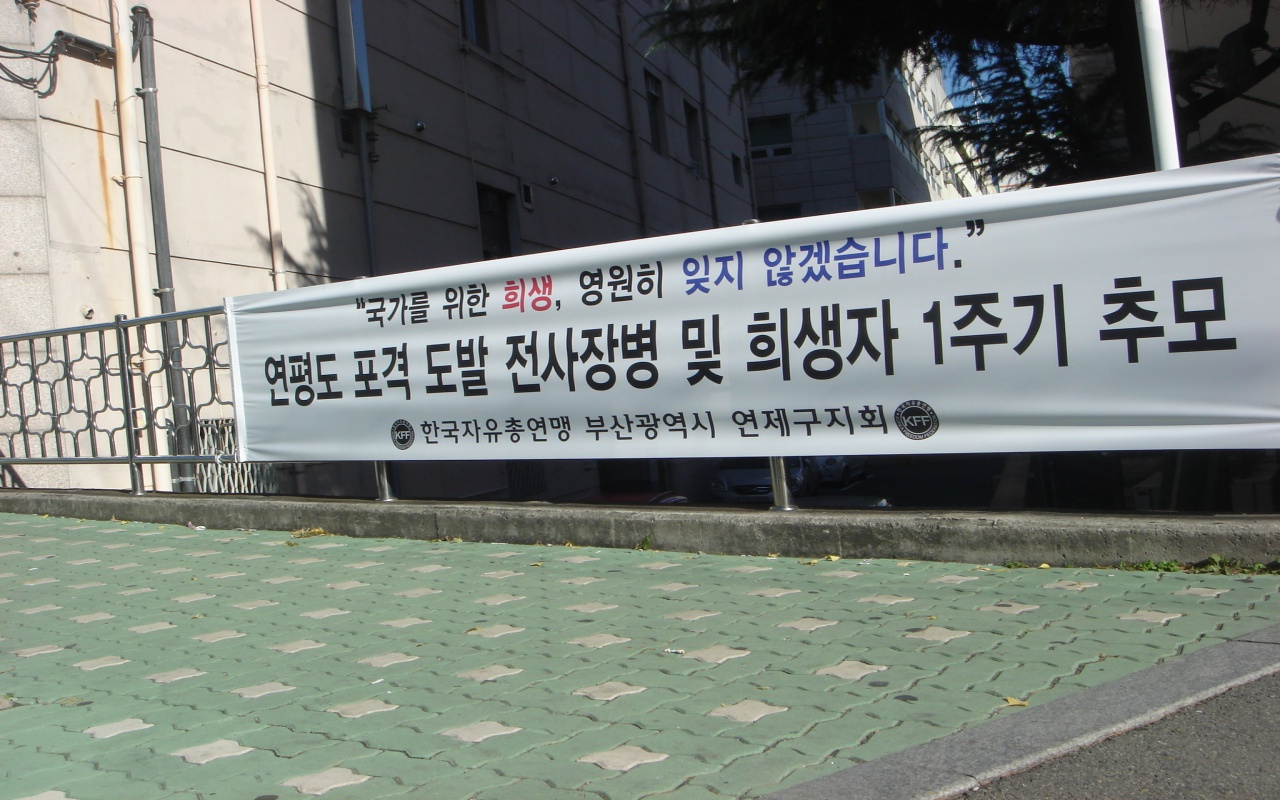 "국가를 위한 희생, 영원히 잊지 않겠습니다."
연평도 포격 도발 전사장병 및 희생자 1주기 추모
KFF 한국자유총연맹 부산광역시 연제구지회 KFF